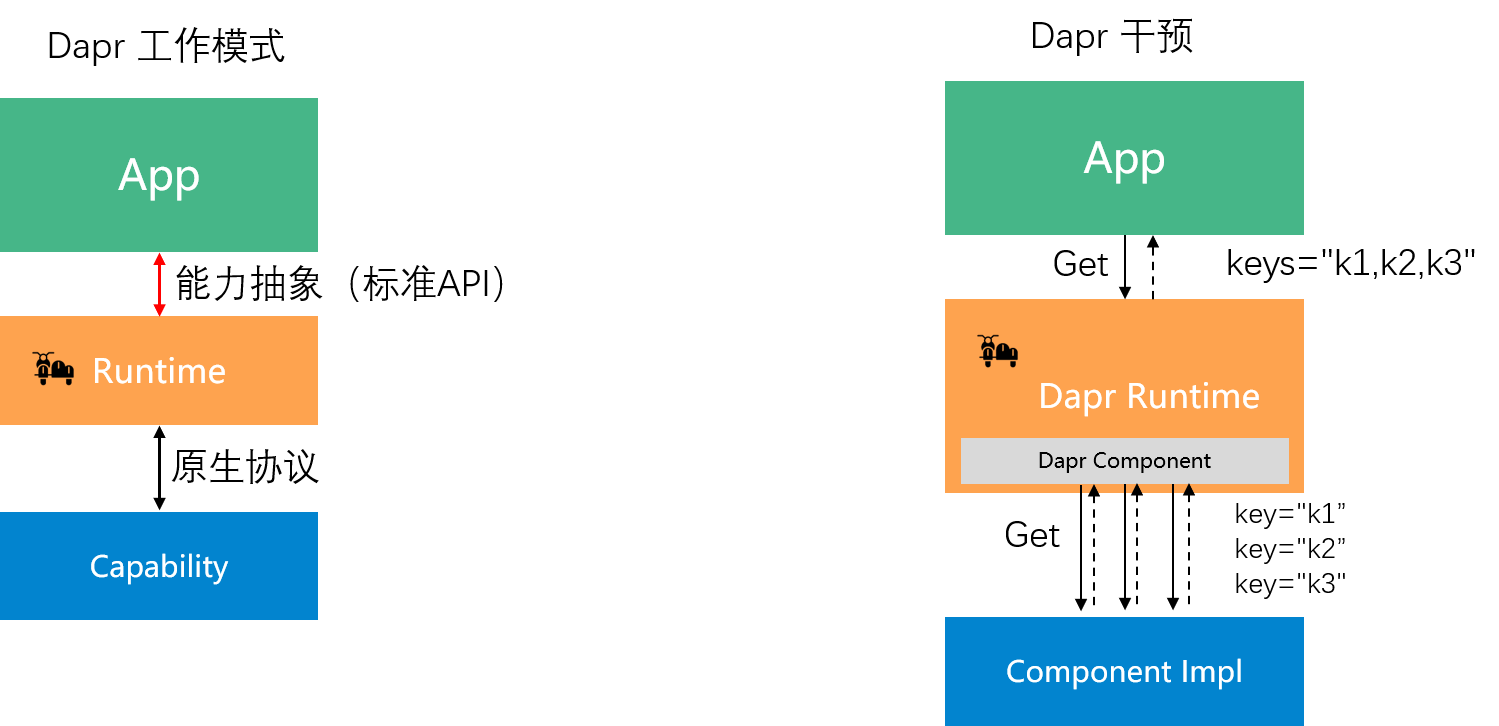 Dapr 工作模式
App
能力抽象（标准API）
Runtime
原生协议
Capability
Dapr 干预
App
Get
keys="k1,k2,k3"
Dapr Runtime
Dapr Component
Get
key="k1”
key="k2”
key="k3"
Component Impl